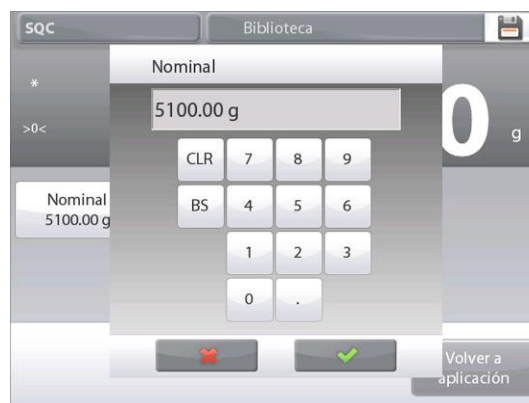 SQC
Biblioteca
*
>0<
Nominal
5100.00 g
CLR 7 8 9
BS 4 5 6
1 2 3
0 .
0 g
Nominal
5100.00 g
Volver a
aplicación